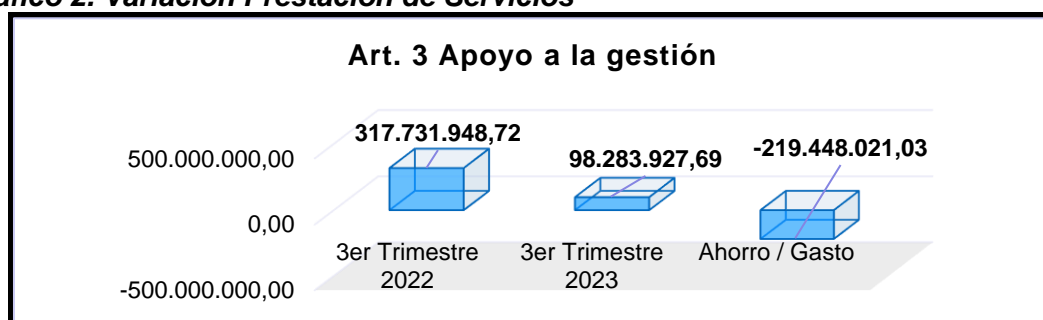 2. Variación Prestación de Servicios
Art. 3 Apoyo a la gestión
317.731.948,72
98.283.927,69
-219.448.021,03
500.000.000,00
0,00
-500.000.000,00
3er Trimestre
2022
3er Trimestre
2023
Ahorro / Gasto